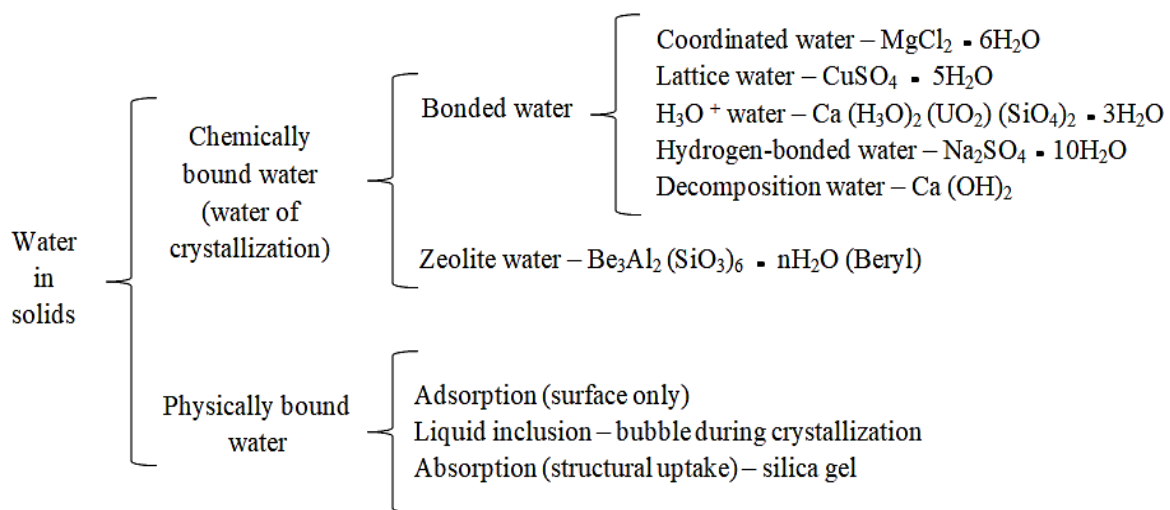 Water
in
solids
Chemically
bound water
(water of
crystallization)
Bonded water
Coordinated water – MgCl₂ ▪ 6H₂O
Lattice water – CuSO₄ ▪ 5H₂O
H₃O ⁺ water – Ca (H₃O)₂ (UO₂) (SiO₄)₂ ▪ 3H₂O
Hydrogen-bonded water – Na₂SO₄ ▪ 10H₂O
Decomposition water – Ca (OH)₂
Zeolite water – Be₃Al₂ (SiO₃)₆ ▪ nH₂O (Beryl)
Physically bound
water
Adsorption (surface only)
Liquid inclusion – bubble during crystallization
Absorption (structural uptake) – silica gel